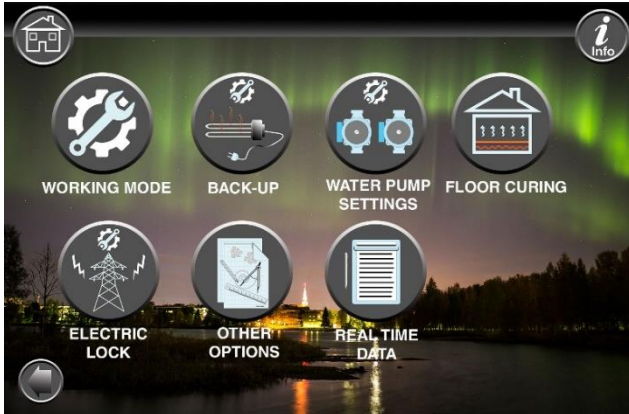 i
Info
WORKING MODE
BACK-UP
WATER PUMP
SETTINGS
FLOOR CURING
ELECTRIC
LOCK
OTHER
OPTIONS
REAL TIME
DATA